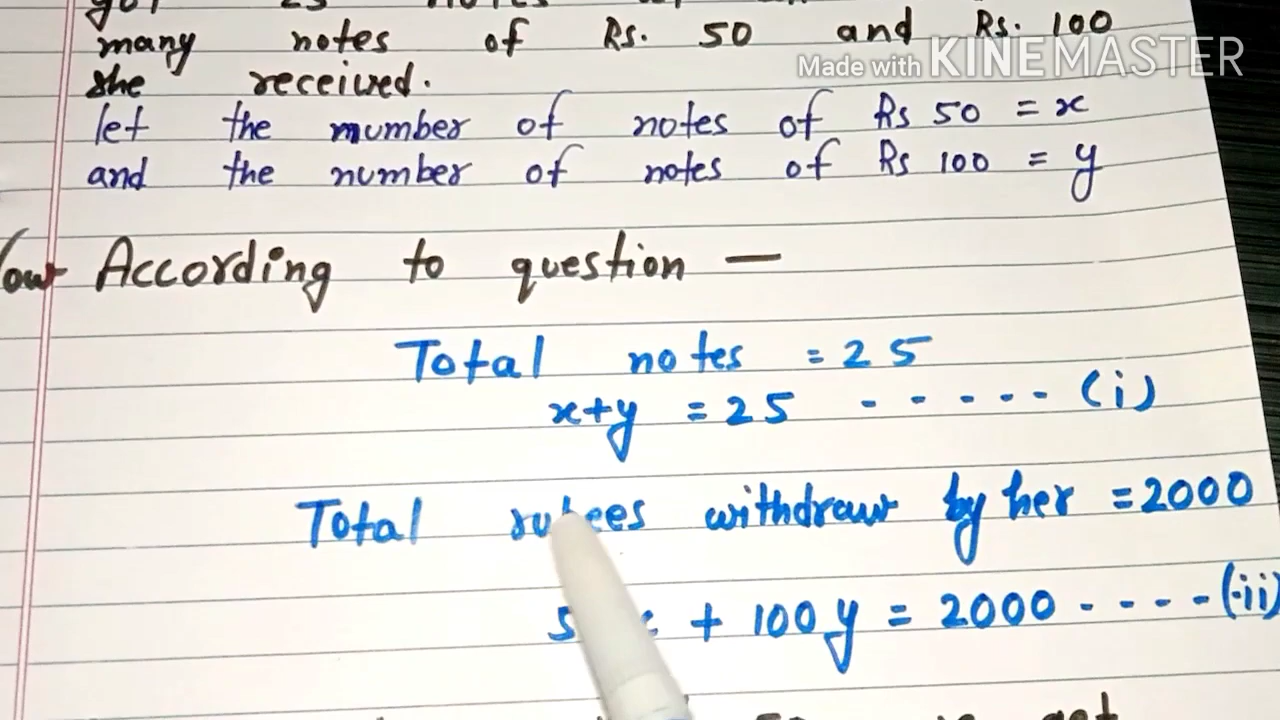 many notes of Rs. 50 and Rs. 100
Made with KINEMASTER
she received.
let the number of notes of Rs 50 = x
and the number of notes of Rs 100 = y
According to question —
Total notes = 25
x+y = 25 - - - - - (i)
Total rupees withdraw by her = 2000
+ 100y = 2000 - - - - (ii)